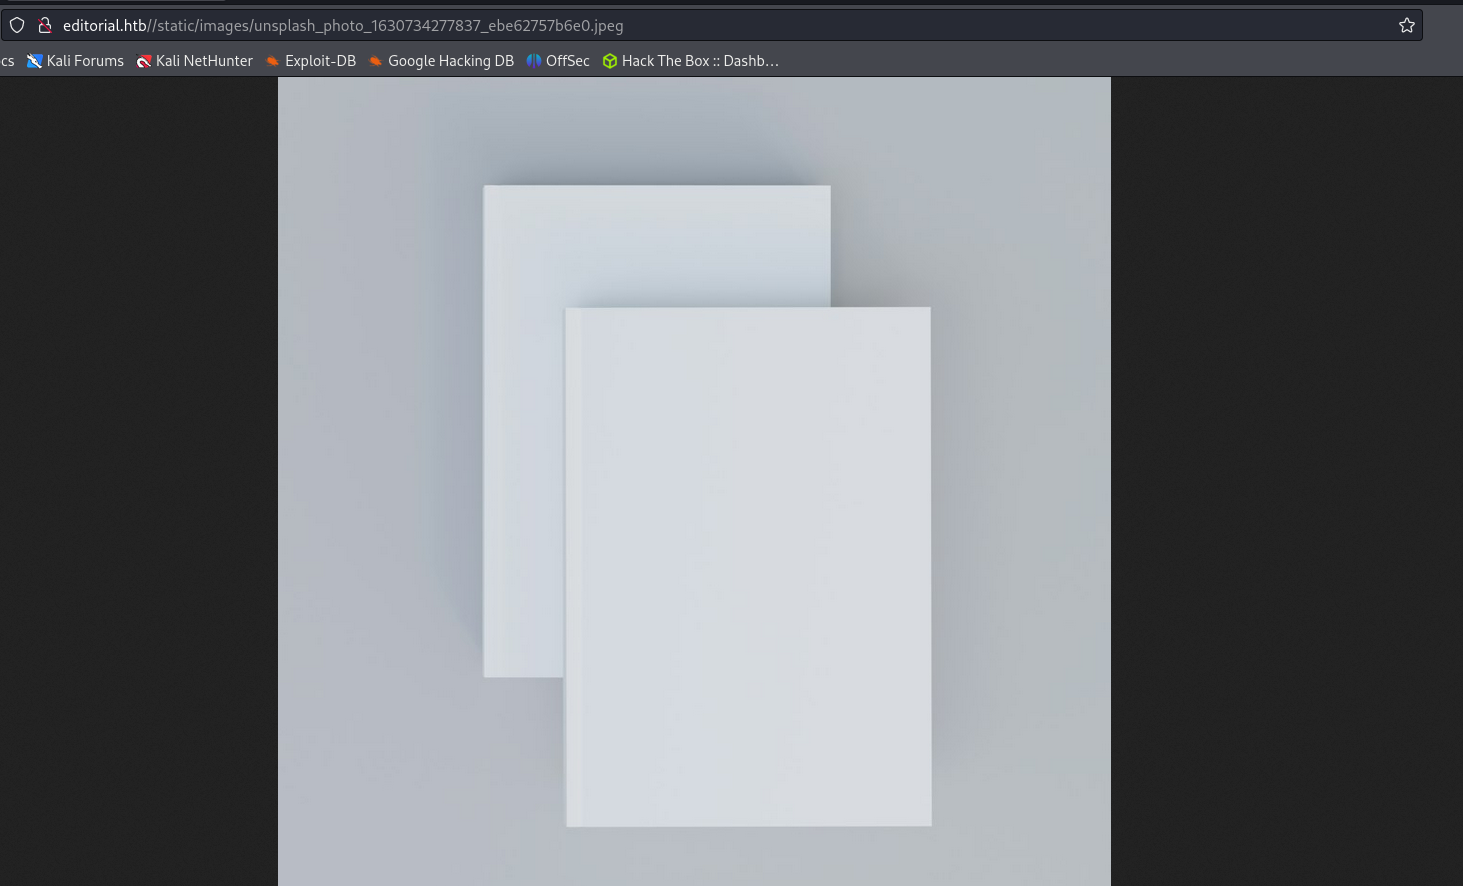 editorial.htb//static/images/unsplash_photo_1630734277837_ebe62757b6e0.jpeg
cs Kali Forums Kali NetHunter Exploit-DB Google Hacking DB OffSec Hack The Box :: Dashb…